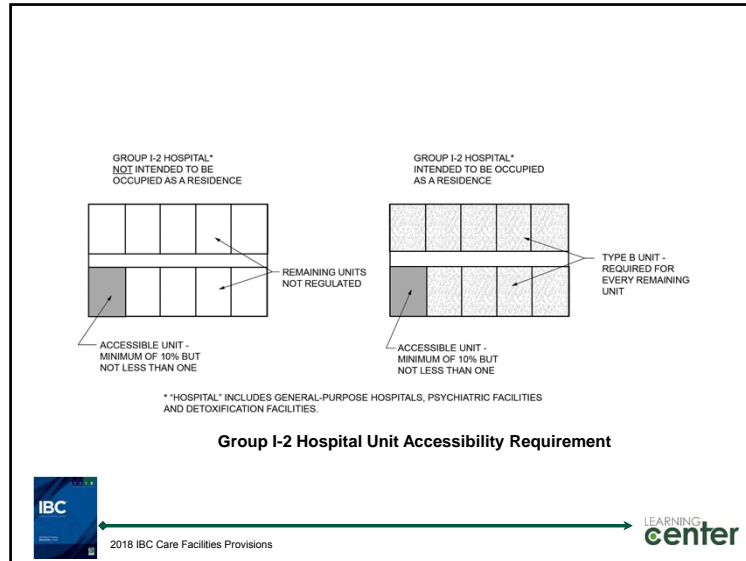 GROUP I-2 HOSPITAL*
NOT INTENDED TO BE
OCCUPIED AS A RESIDENCE
GROUP I-2 HOSPITAL*
INTENDED TO BE OCCUPIED
AS A RESIDENCE
REMAINING UNITS
NOT REGULATED
TYPE B UNIT -
REQUIRED FOR
EVERY REMAINING
UNIT
ACCESSIBLE UNIT -
MINIMUM OF 10% BUT
NOT LESS THAN ONE
ACCESSIBLE UNIT -
MINIMUM OF 10% BUT
NOT LESS THAN ONE
* "HOSPITAL" INCLUDES GENERAL-PURPOSE HOSPITALS, PSYCHIATRIC FACILITIES
AND DETOXIFICATION FACILITIES.
Group I-2 Hospital Unit Accessibility Requirement
IBC
2018 IBC Care Facilities Provisions
LEARNING
center